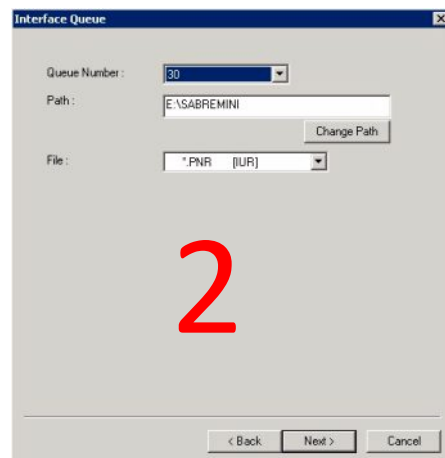 Interface Queue
Queue Number : 30
Path : E:\SABREMINI
Change Path
File : *.PNR [IUR]
2
< Back Next > Cancel